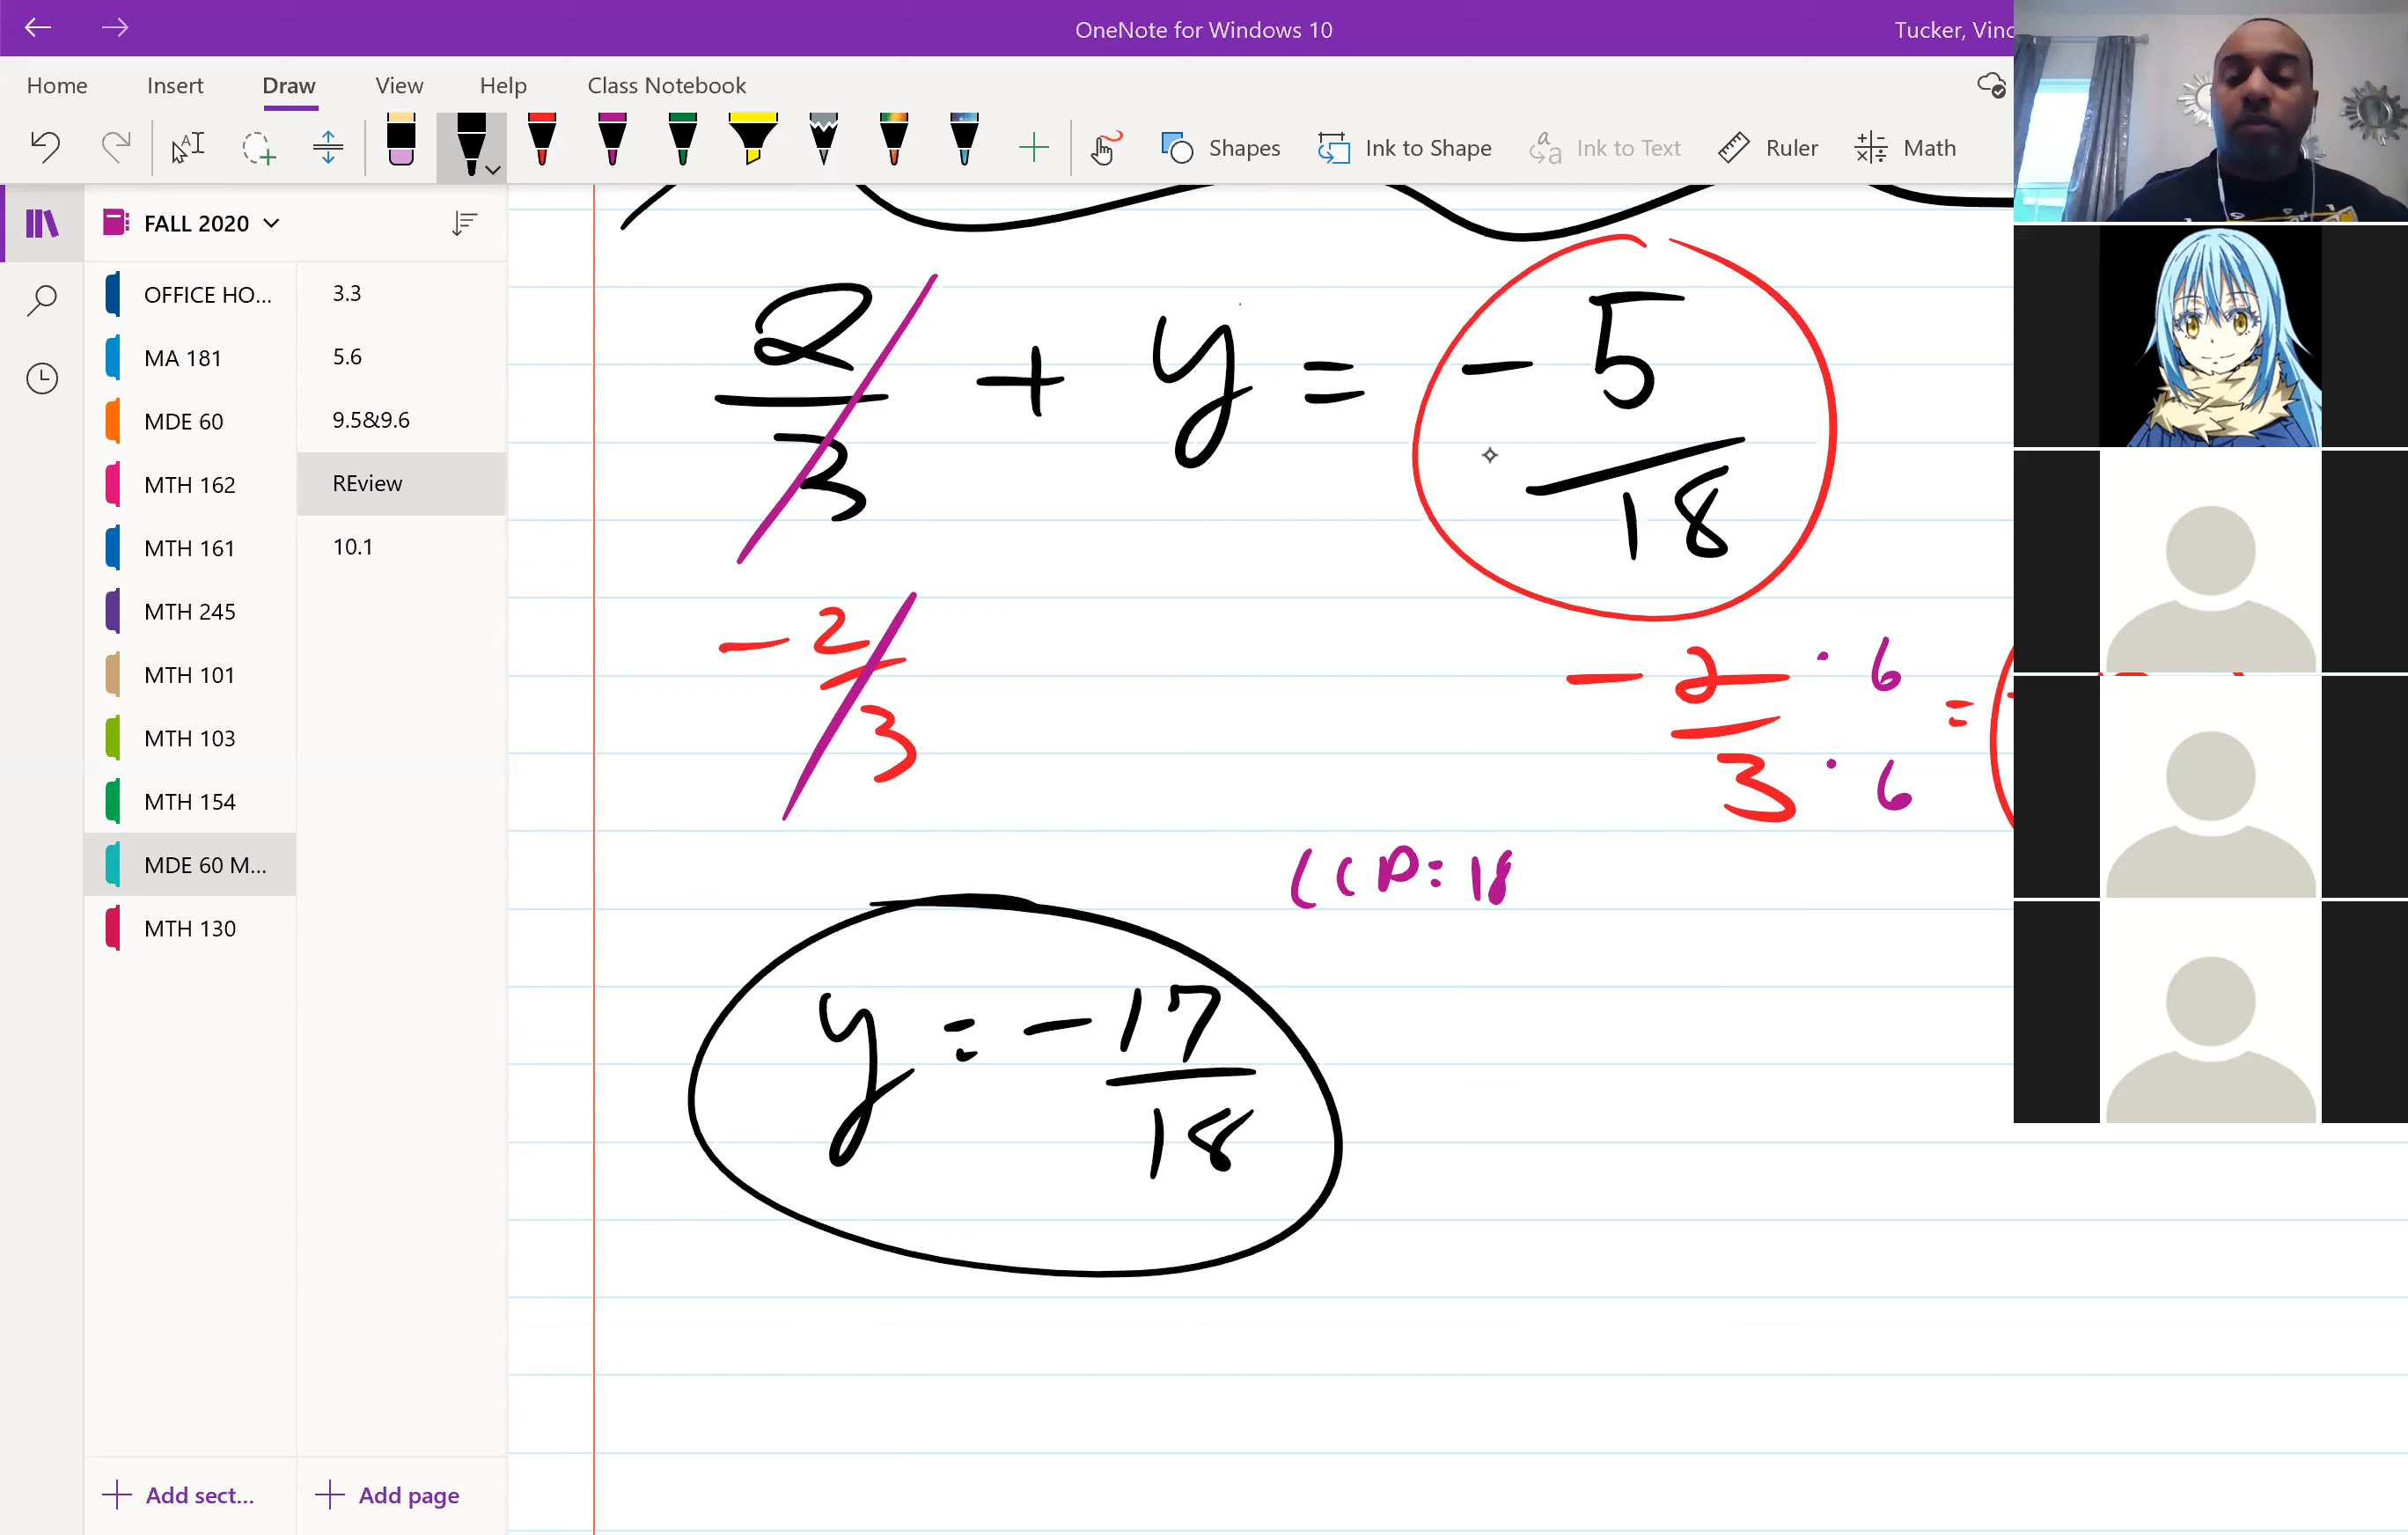 OneNote for Windows 10
Tucker, Vinc
Home Insert Draw View Help Class Notebook
Shapes Ink to Shape Ink to Text Ruler Math
FALL 2020
OFFICE HO...
MA 181
MDE 60
MTH 162
MTH 161
MTH 245
MTH 101
MTH 103
MTH 154
MDE 60 M...
MTH 130
Add sect...
3.3
5.6
9.5&9.6
REview
10.1
Add page
2/3 + y = -5/18
-2/3
-2/3 · 6 · 6 =
LCD: 18
y = -17/18